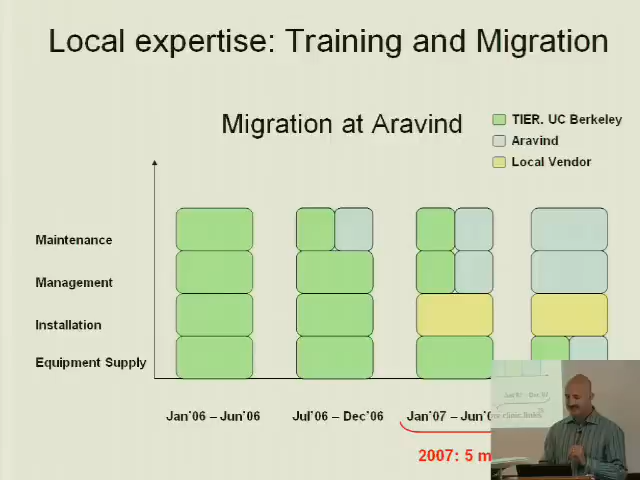 Local expertise: Training and Migration
Migration at Aravind
TIER. UC Berkeley
Aravind
Local Vendor
Maintenance
Management
Installation
Equipment Supply
Jan'06 – Jun'06
Jul'06 – Dec'06
Jan'07 – Jun'0
2007: 5 m